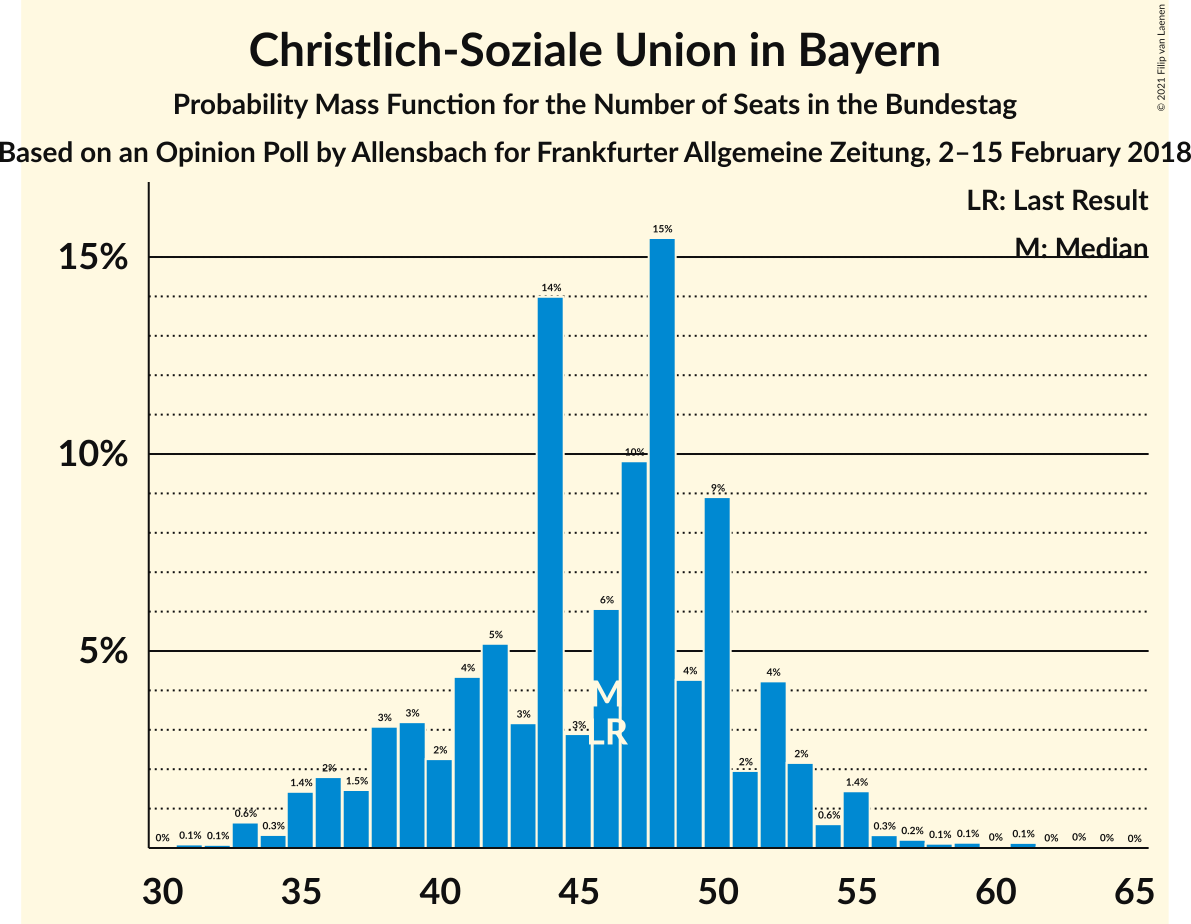 Christlich-Soziale Union in Bayern
Probability Mass Function for the Number of Seats in the Bundestag
Based on an Opinion Poll by Allensbach for Frankfurter Allgemeine Zeitung, 2–15 February 2018
© 2021 Filip van Laenen
LR: Last Result
M: Median
15%
10%
5%
0% 0.1% 0.1% 0.6% 0.3% 1.4% 2% 1.5% 3% 3% 2% 4% 5% 3% 14% 3% 6% 10% 15% 4% 9% 2% 4% 2% 0.6% 1.4% 0.3% 0.2% 0.1% 0.1% 0% 0.1% 0% 0% 0% 0%
M
LR
30 35 40 45 50 55 60 65